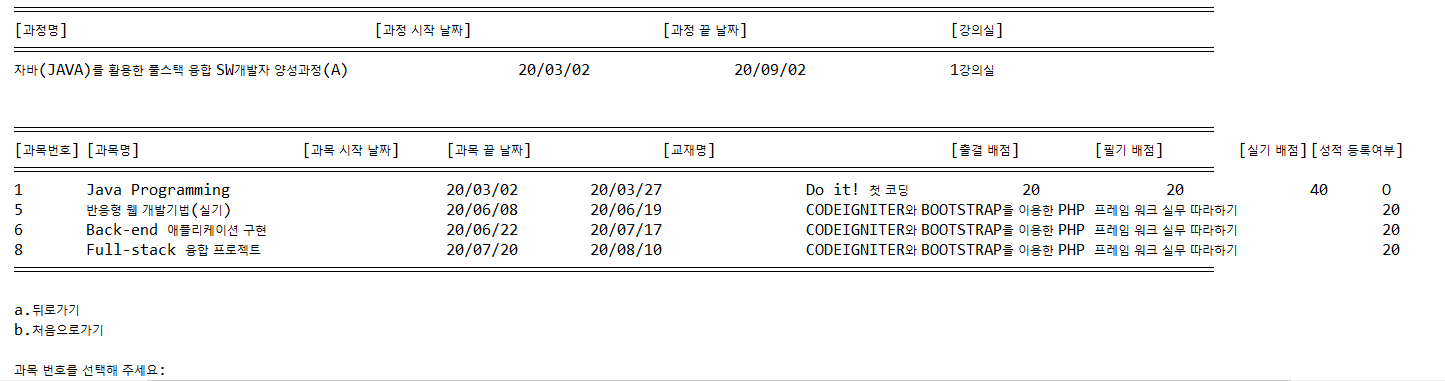 [과정명] [과정 시작 날짜] [과정 끝 날짜] [강의실]
자바(JAVA)를 활용한 풀스택 융합 SW개발자 양성과정(A) 20/03/02 20/09/02 1강의실
[과목번호] [과목명] [과목 시작 날짜] [과목 끝 날짜] [교재명] [출결 배점] [필기 배점] [실기 배점] [성적 등록여부]
1 Java Programming 20/03/02 20/03/27 Do it! 첫 코딩 20 20 40 O
5 반응형 웹 개발기법(실기) 20/06/08 20/06/19 CODEIGNITER와 BOOTSTRAP을 이용한 PHP 프레임 워크 실무 따라하기 20
6 Back-end 애플리케이션 구현 20/06/22 20/07/17 CODEIGNITER와 BOOTSTRAP을 이용한 PHP 프레임 워크 실무 따라하기 20
8 Full-stack 융합 프로젝트 20/07/20 20/08/10 CODEIGNITER와 BOOTSTRAP을 이용한 PHP 프레임 워크 실무 따라하기 20
a.뒤로가기
b.처음으로가기
과목 번호를 선택해 주세요: